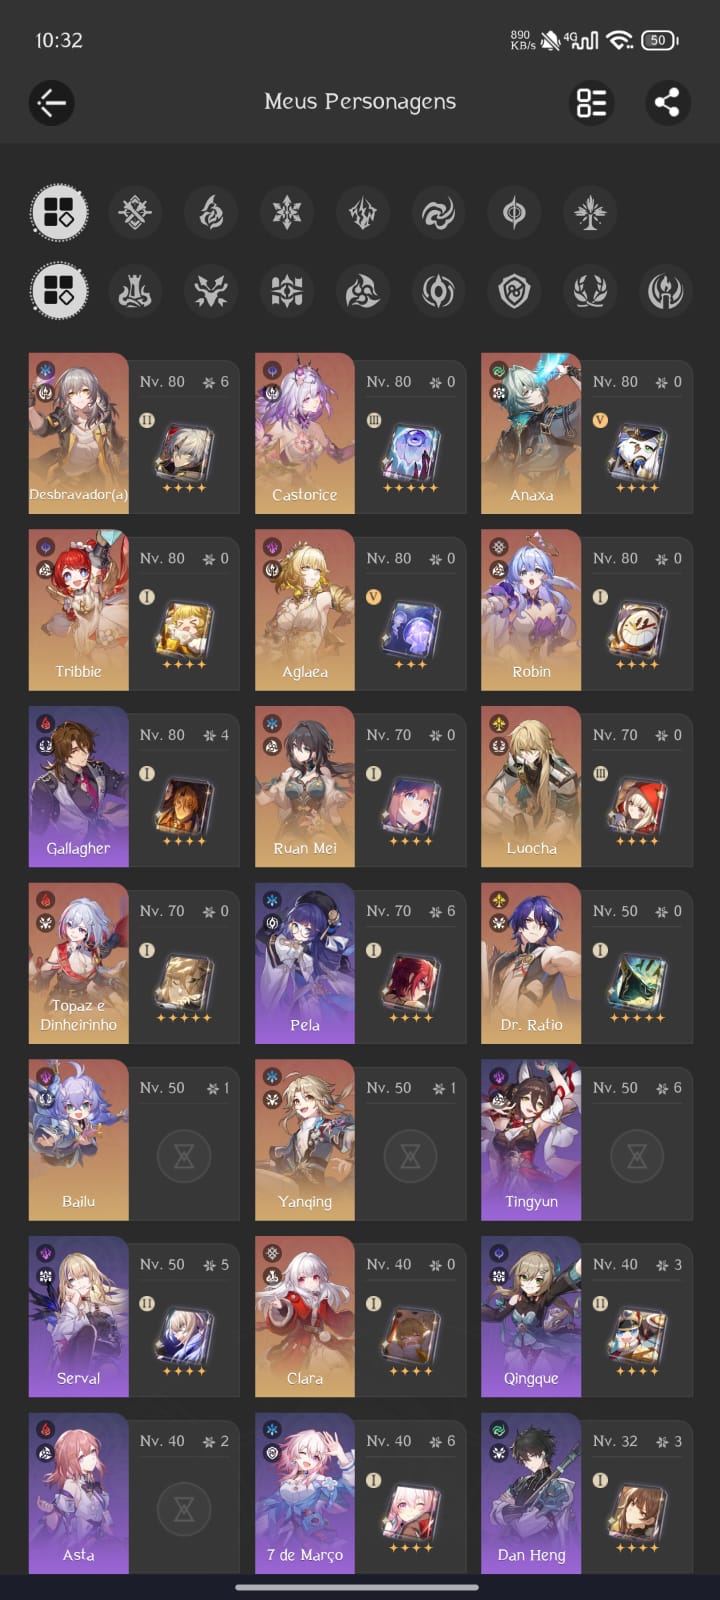 10:32 890 KB/s 4G 50
Meus Personagens
Nv. 80 6 Nv. 80 0 Nv. 80 0
II III V
Desbravador(a) Castorice Anaxa
Nv. 80 0 Nv. 80 0 Nv. 80 0
I V I
Tribbie Aglaea Robin
Nv. 80 4 Nv. 70 0 Nv. 70 0
I I III
Gallagher Ruan Mei Luocha
Nv. 70 0 Nv. 70 6 Nv. 50 0
I I I
Topaz e
Dinheirinho Pela Dr. Ratio
Nv. 50 1 Nv. 50 1 Nv. 50 6
Bailu Yanqing Tingyun
Nv. 50 5 Nv. 40 0 Nv. 40 3
II I II
Serval Clara Qingque
Nv. 40 2 Nv. 40 6 Nv. 32 3
I I
Asta 7 de Março Dan Heng